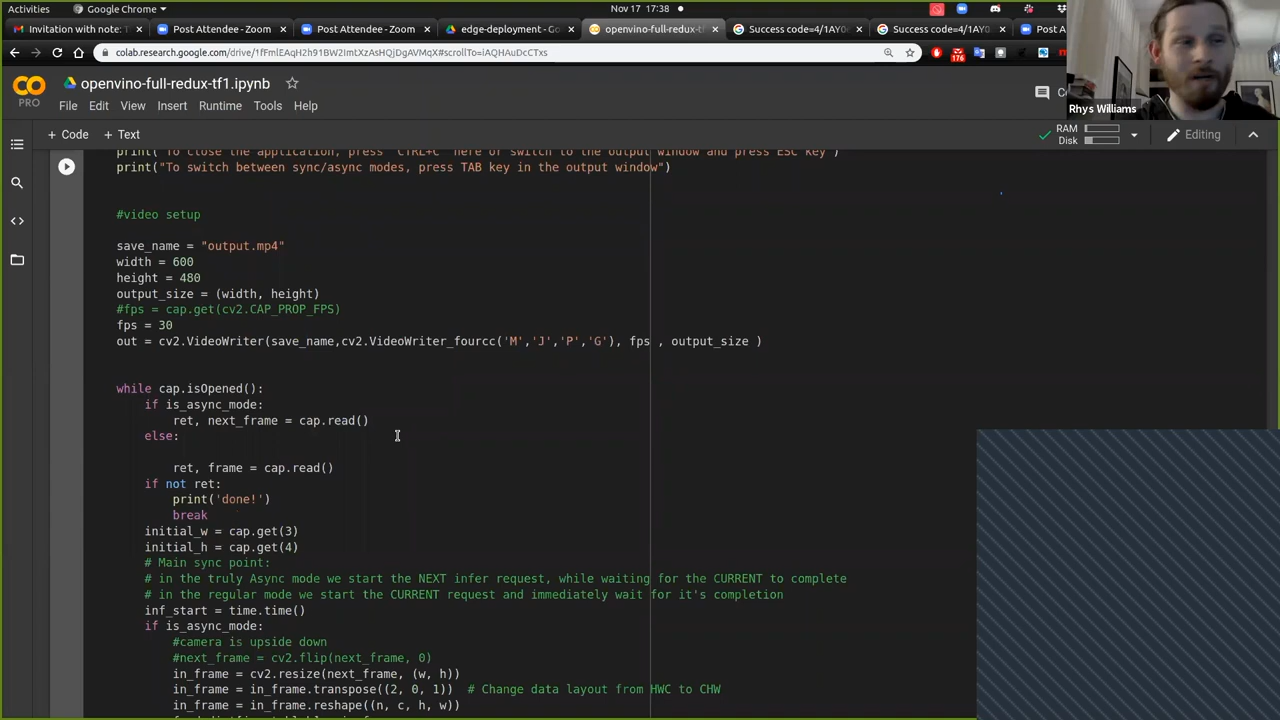 Activities
Google Chrome
Nov 17 17:38
Invitation with note:
Post Attendee - Zoom
Post Attendee - Zoom
edge-deployment - Go
openvino-full-redux-tf1
Success code=4/1AY0
Success code=4/1AY0
Post A
colab.research.google.com/drive/1fFmlEAqH2h91BW2ImtXzAsHQjDgAVMqX#scrollTo=iAQHAuDcCTxs
176
PRO
openvino-full-redux-tf1.ipynb
File Edit View Insert Runtime Tools Help
Rhys Williams
+ Code + Text
RAM
Disk
Editing
print("To close the application, press 'CTRL+C' here or switch to the output window and press ESC key")
print("To switch between sync/async modes, press TAB key in the output window")
#video setup
save_name = "output.mp4"
width = 600
height = 480
output_size = (width, height)
#fps = cap.get(cv2.CAP_PROP_FPS)
fps = 30
out = cv2.VideoWriter(save_name,cv2.VideoWriter_fourcc('M','J','P','G'), fps , output_size )
while cap.isOpened():
if is_async_mode:
ret, next_frame = cap.read()
else:
ret, frame = cap.read()
if not ret:
print('done!')
break
initial_w = cap.get(3)
initial_h = cap.get(4)
# Main sync point:
# in the truly Async mode we start the NEXT infer request, while waiting for the CURRENT to complete
# in the regular mode we start the CURRENT request and immediately wait for it's completion
inf_start = time.time()
if is_async_mode:
#camera is upside down
#next_frame = cv2.flip(next_frame, 0)
in_frame = cv2.resize(next_frame, (w, h))
in_frame = in_frame.transpose((2, 0, 1)) # Change data layout from HWC to CHW
in_frame = in_frame.reshape((n, c, h, w))